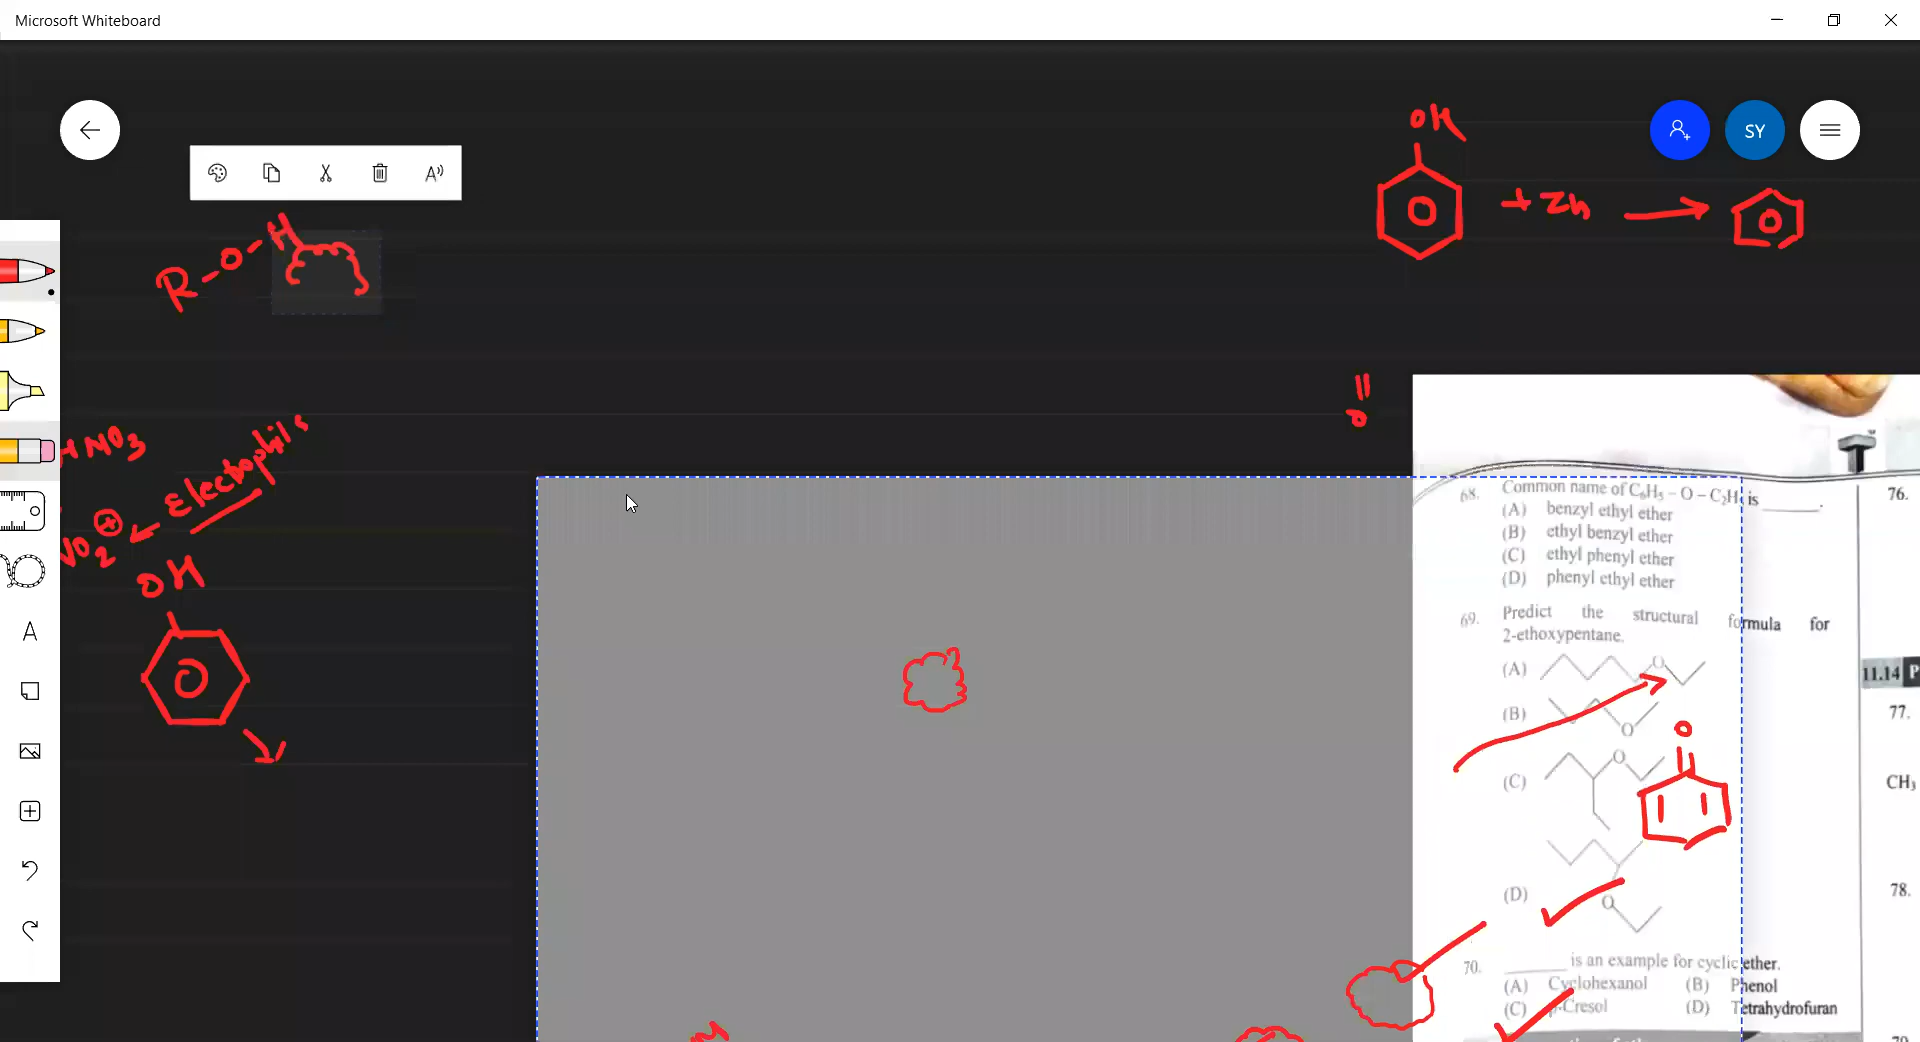 Microsoft Whiteboard
SY
OH
+ Zn
R-O-H
HNO3
Electrophile
NO2 +
OH
O
68. Common name of C6H5 – O – C2H5 is ______.
(A) benzyl ethyl ether
(B) ethyl benzyl ether
(C) ethyl phenyl ether
(D) phenyl ethyl ether
69. Predict the structural formula for
2-ethoxypentane.
(A) O
(B) O
(C) O
O
(D) O
70. ______ is an example for cyclic ether.
(A) Cyclohexanol (B) Phenol
(C) p-Cresol (D) Tetrahydrofuran
76.
11.14 P
77.
CH3
78.